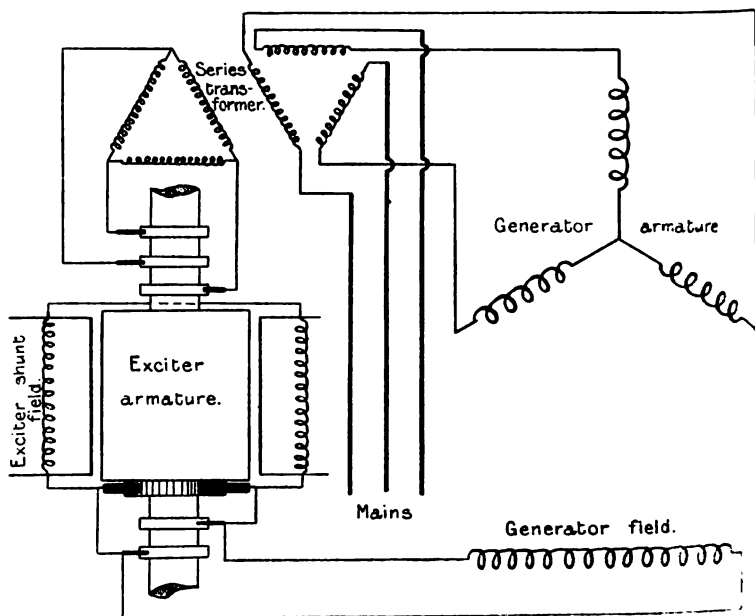 Series
trans-
former.
Generator armature
Exciter shunt
field.
Exciter
armature.
Mains
Generator field.